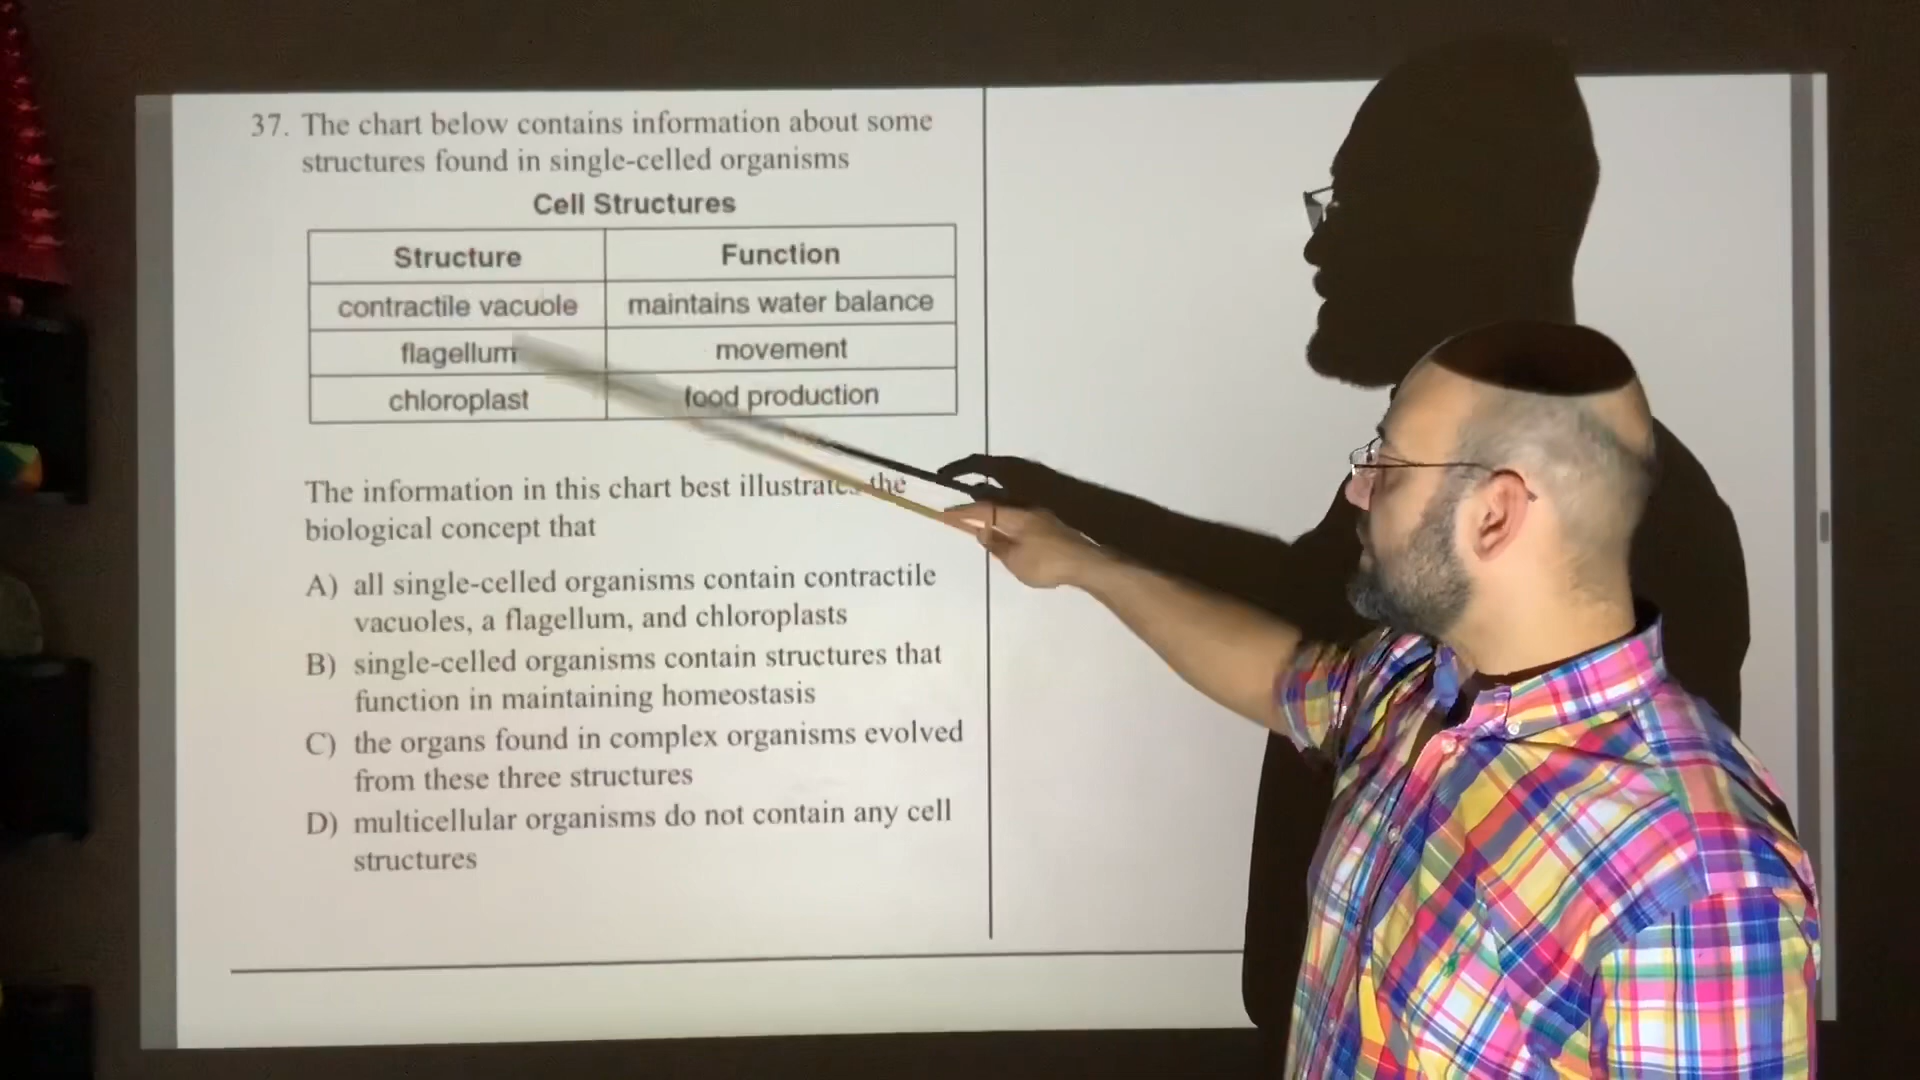 37. The chart below contains information about some
structures found in single-celled organisms
Cell Structures
Structure Function
contractile vacuole maintains water balance
flagellum movement
chloroplast food production
The information in this chart best illustrates the
biological concept that
A) all single-celled organisms contain contractile
vacuoles, a flagellum, and chloroplasts
B) single-celled organisms contain structures that
function in maintaining homeostasis
C) the organs found in complex organisms evolved
from these three structures
D) multicellular organisms do not contain any cell
structures